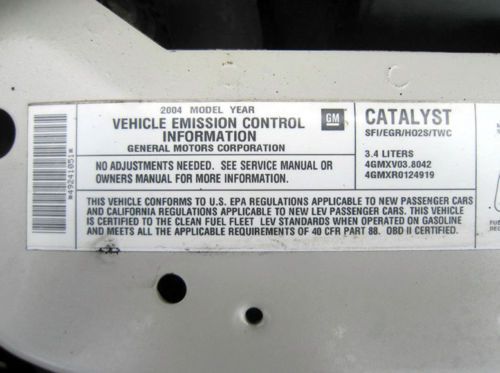 2004 MODEL YEAR
VEHICLE EMISSION CONTROL
INFORMATION
GENERAL MOTORS CORPORATION
GM
CATALYST
SFI/EGR/HO2S/TWC
NO ADJUSTMENTS NEEDED. SEE SERVICE MANUAL OR
OWNERS MANUAL FOR MORE INFORMATION.
3.4 LITERS
4GMXV03.8042
4GMXR0124919
THIS VEHICLE CONFORMS TO U.S. EPA REGULATIONS APPLICABLE TO NEW PASSENGER CARS
AND CALIFORNIA REGULATIONS APPLICABLE TO NEW LEV PASSENGER CARS. THIS VEHICLE
IS CERTIFIED TO THE CLEAN FUEL FLEET LEV STANDARDS WHEN OPERATED ON GASOLINE
AND MEETS ALL THE APPLICABLE REQUIREMENTS OF 40 CFR PART 88. OBD II CERTIFIED.